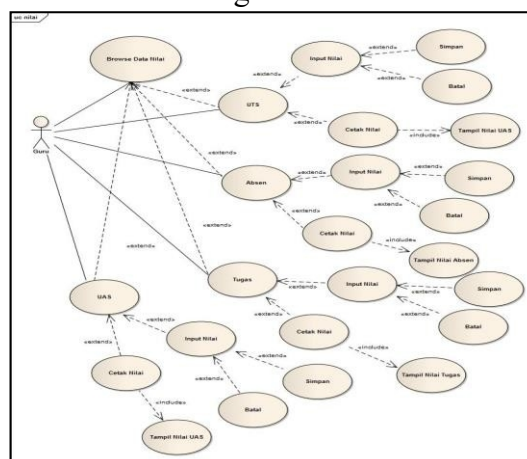 uc nilai
Browse Data Nilai
Guru
«extend»
UTS
«extend»
Input Nilai
«extend»
Simpan
«extend»
Batal
«extend»
Cetak Nilai
«include»
Tampil Nilai UAS
«extend»
Absen
«extend»
Input Nilai
«extend»
Simpan
«extend»
Batal
«extend»
Cetak Nilai
«include»
Tampil Nilai Absen
«extend»
Tugas
«extend»
Input Nilai
«extend»
Simpan
«extend»
Batal
«extend»
Cetak Nilai
«include»
Tampil Nilai Tugas
«extend»
UAS
«extend»
Input Nilai
«extend»
Simpan
«extend»
Batal
«extend»
Cetak Nilai
«include»
Tampil Nilai UAS